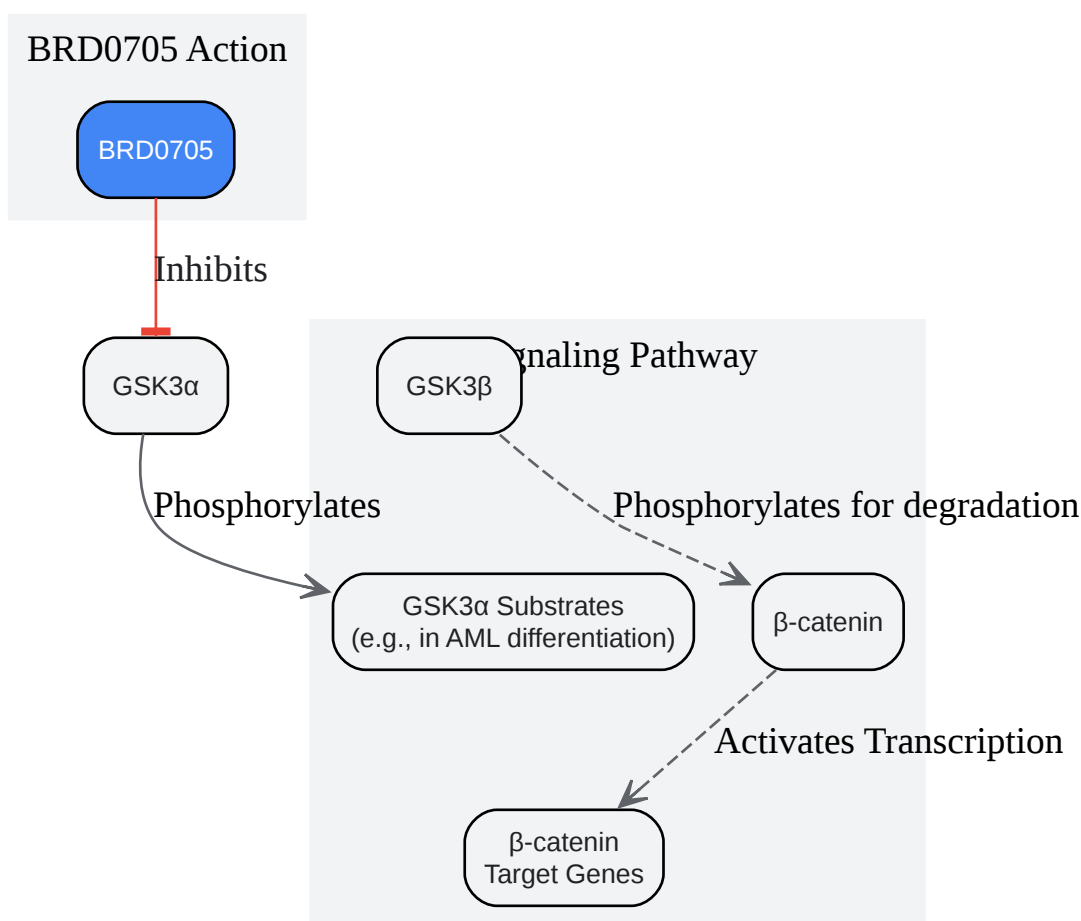 BRD0705 Action
BRD0705
Inhibits
GSK3α
GSK3β
gnaling Pathway
Phosphorylates
Phosphorylates for degradation
GSK3α Substrates
(e.g., in AML differentiation)
β-catenin
Activates Transcription
β-catenin
Target Genes